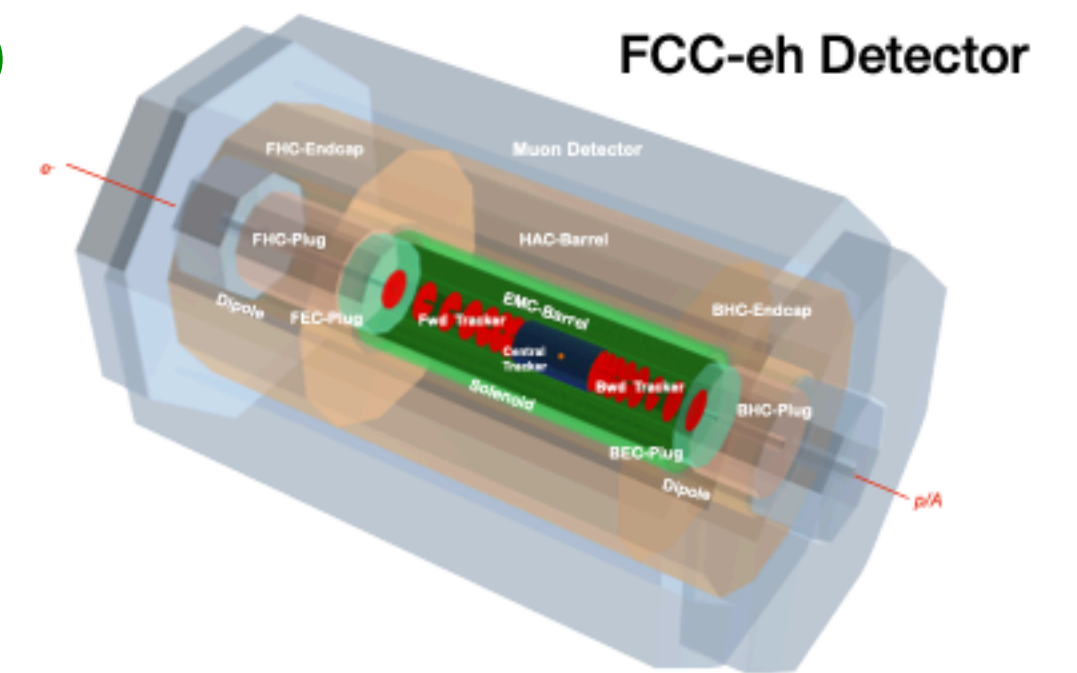 FCC-eh Detector
FHC-Endcap
Muon Detector
e-
FHC-Plug
HAC-Barrel
Dipole
FEC-Plug
EMC-Barrel
BHC-Endcap
Fwd Tracker
Central
Tracker
Bwd Tracker
Solenoid
BHC-Plug
BEC-Plug
Dipole
p/A